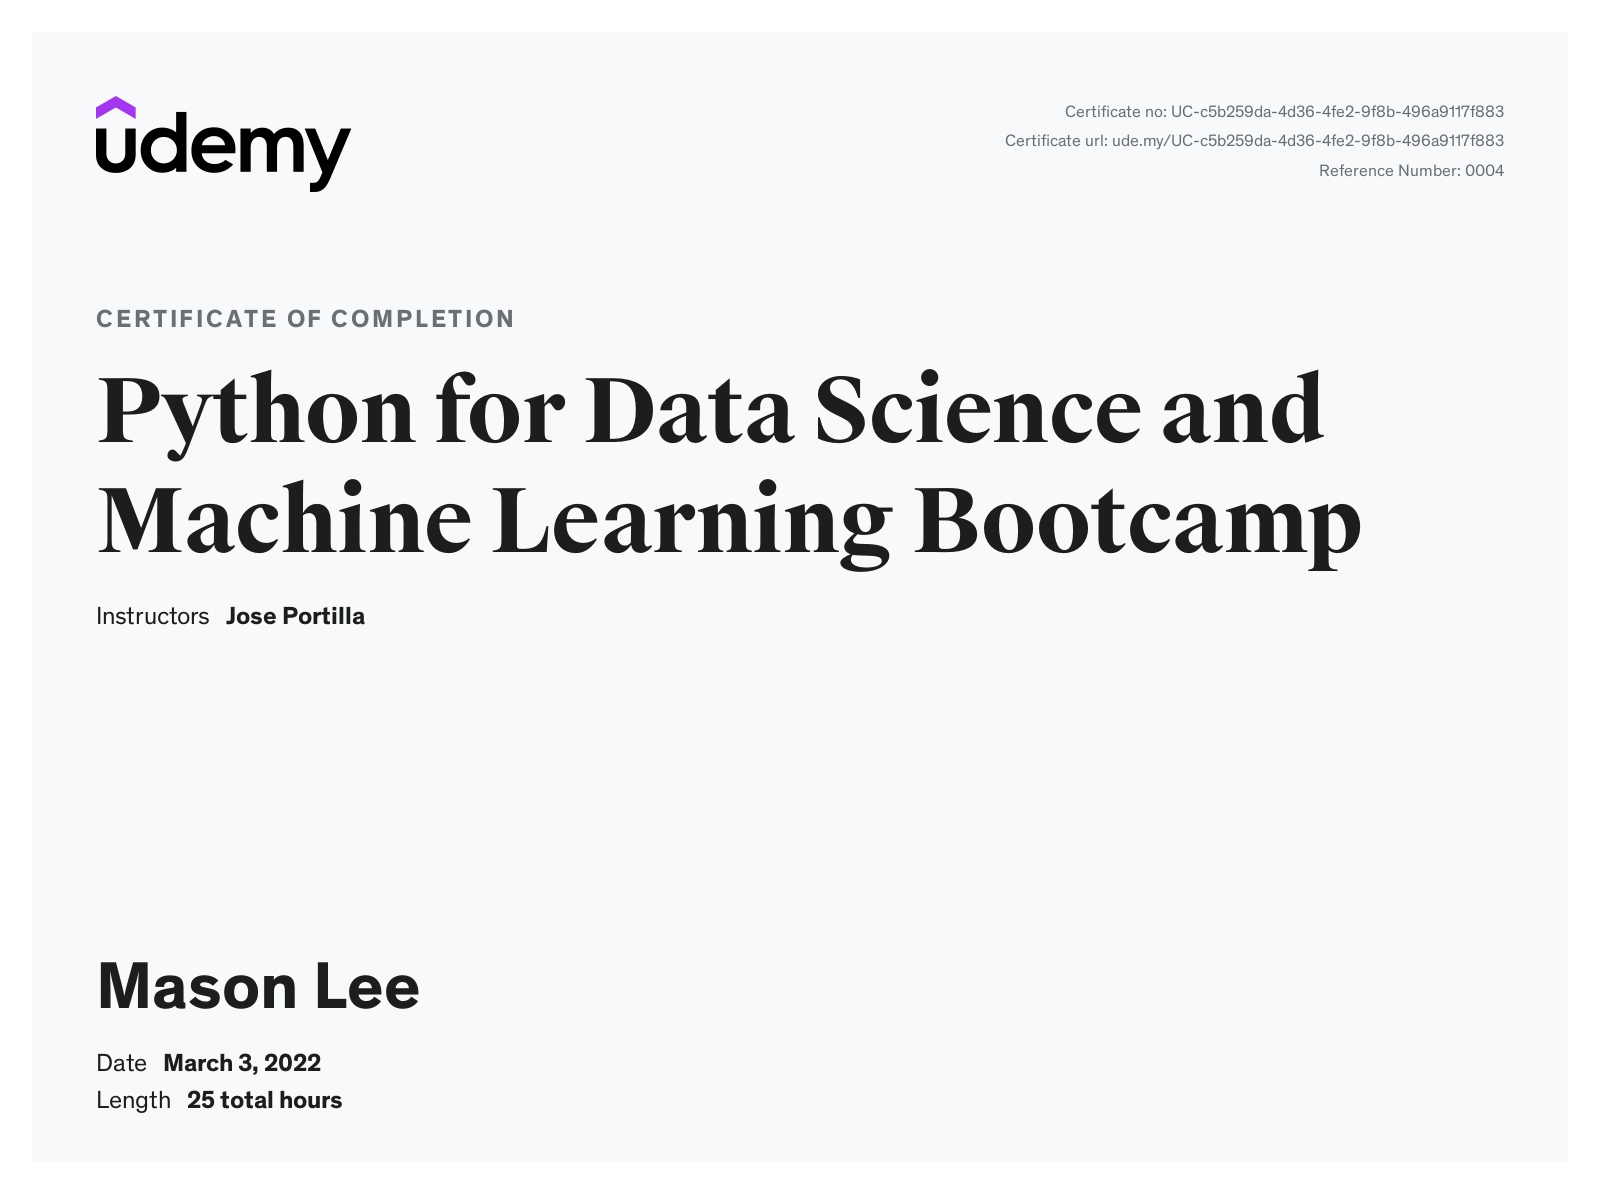 udemy
Certificate no: UC-c5b259da-4d36-4fe2-9f8b-496a9117f883
Certificate url: ude.my/UC-c5b259da-4d36-4fe2-9f8b-496a9117f883
Reference Number: 0004
CERTIFICATE OF COMPLETION
Python for Data Science and
Machine Learning Bootcamp
Instructors Jose Portilla
Mason Lee
Date March 3, 2022
Length 25 total hours